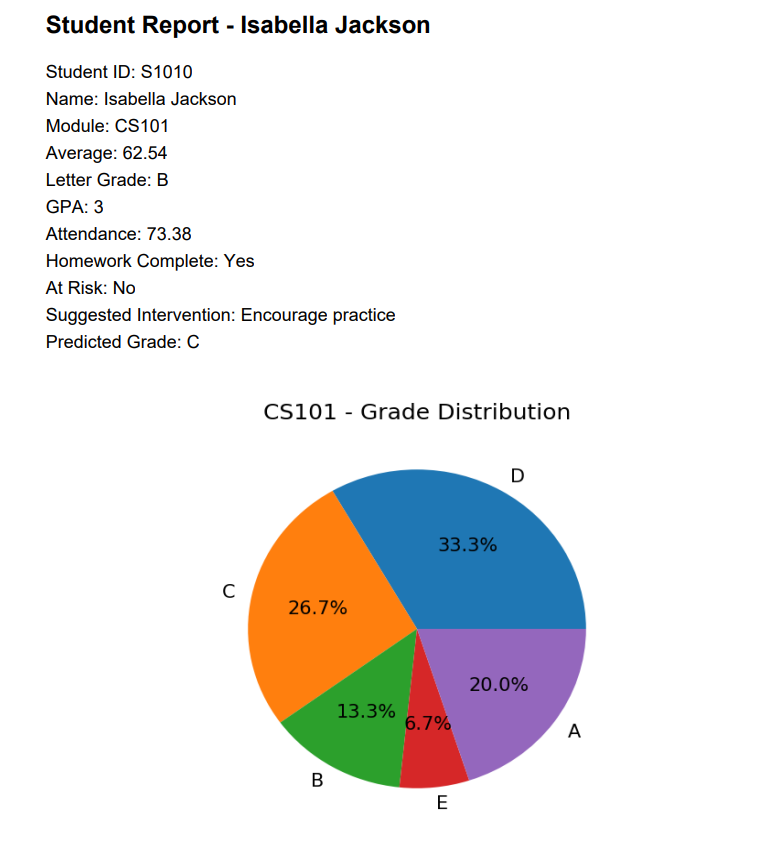 Student Report - Isabella Jackson
Student ID: S1010
Name: Isabella Jackson
Module: CS101
Average: 62.54
Letter Grade: B
GPA: 3
Attendance: 73.38
Homework Complete: Yes
At Risk: No
Suggested Intervention: Encourage practice
Predicted Grade: C
CS101 - Grade Distribution
D
33.3%
C
26.7%
20.0%
13.3%
6.7%
A
B
E